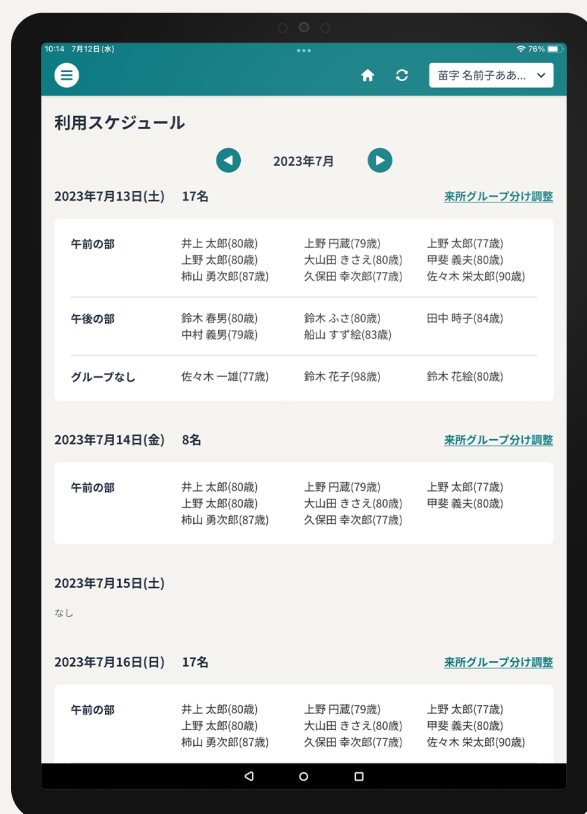 10:14 7月12日(水)
76%
苗字 名前子ああ...
利用スケジュール
2023年7月
2023年7月13日(土) 17名 来所グループ分け調整
午前の部 井上 太郎(80歳) 上野 円蔵(79歳) 上野 太郎(77歳)
上野 太郎(80歳) 大山田 きさえ(80歳) 甲斐 義夫(80歳)
柿山 勇次郎(87歳) 久保田 幸次郎(77歳) 佐々木 栄太郎(90歳)
午後の部 鈴木 春男(80歳) 鈴木 ふさ(80歳) 田中 時子(84歳)
中村 義男(79歳) 船山 すず絵(83歳)
グループなし 佐々木 一雄(77歳) 鈴木 花子(98歳) 鈴木 花絵(80歳)
2023年7月14日(金) 8名 来所グループ分け調整
午前の部 井上 太郎(80歳) 上野 円蔵(79歳) 上野 太郎(77歳)
上野 太郎(80歳) 大山田 きさえ(80歳) 甲斐 義夫(80歳)
柿山 勇次郎(87歳) 久保田 幸次郎(77歳)
2023年7月15日(土)
なし
2023年7月16日(日) 17名 来所グループ分け調整
午前の部 井上 太郎(80歳) 上野 円蔵(79歳) 上野 太郎(77歳)
上野 太郎(80歳) 大山田 きさえ(80歳) 甲斐 義夫(80歳)
柿山 勇次郎(87歳) 久保田 幸次郎(77歳) 佐々木 栄太郎(90歳)